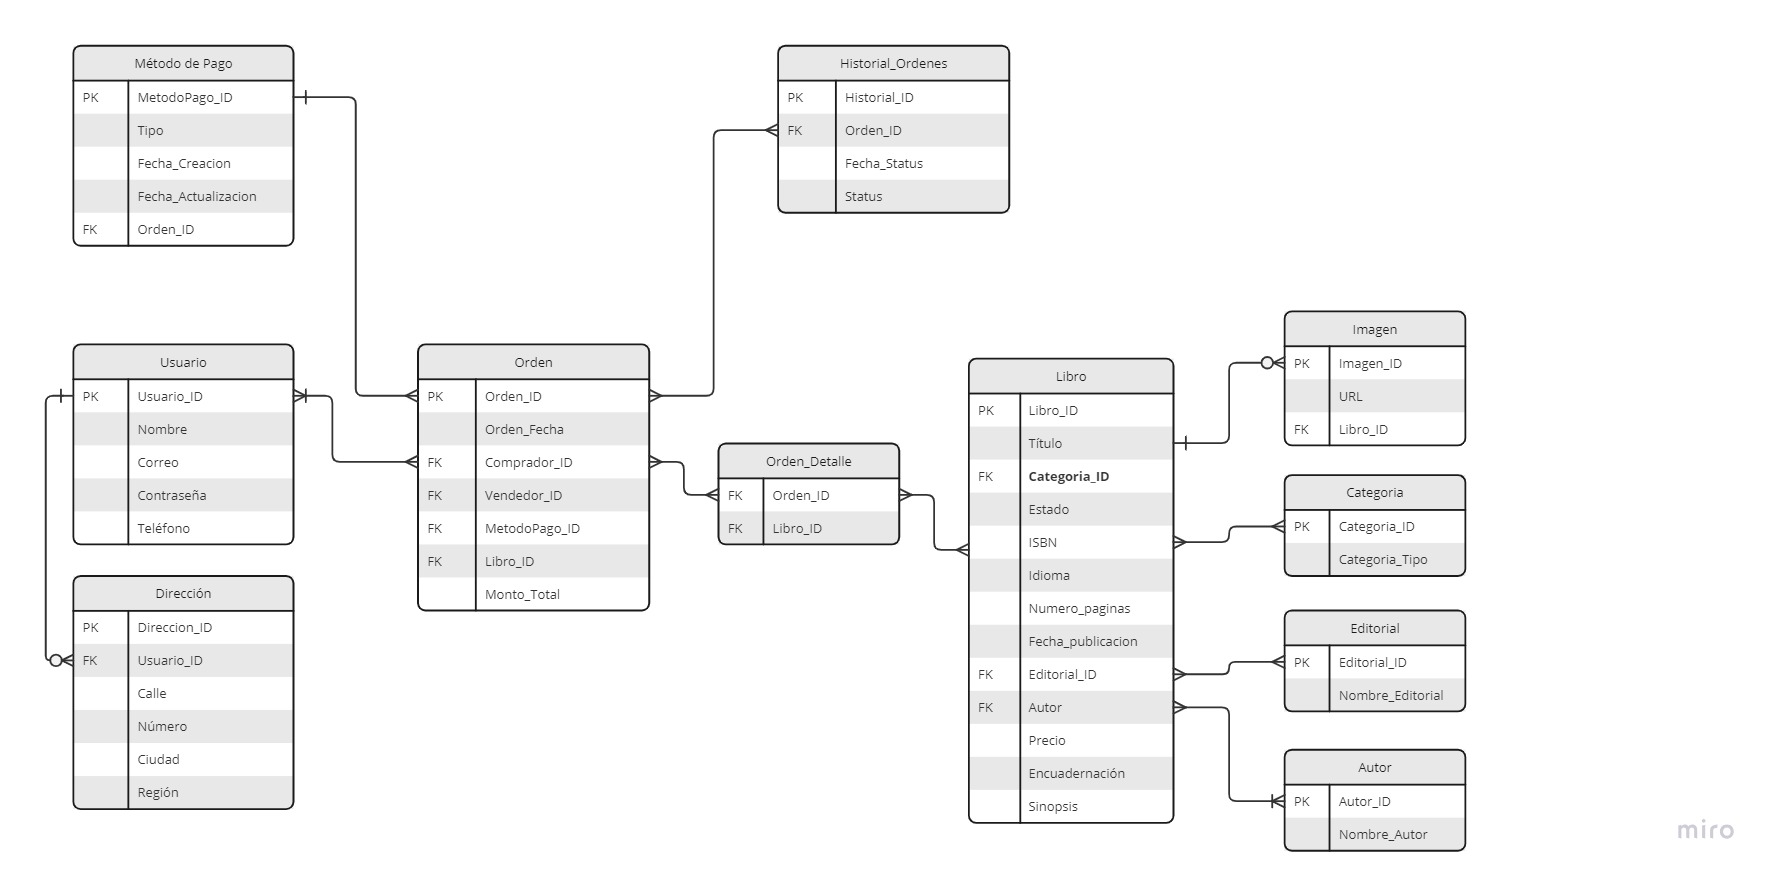 Método de Pago
PK MetodoPago_ID
Tipo
Fecha_Creacion
Fecha_Actualizacion
FK Orden_ID
Historial_Ordenes
PK Historial_ID
FK Orden_ID
Fecha_Status
Status
Usuario
PK Usuario_ID
Nombre
Correo
Contraseña
Teléfono
Dirección
PK Direccion_ID
FK Usuario_ID
Calle
Número
Ciudad
Región
Orden
PK Orden_ID
Orden_Fecha
FK Comprador_ID
FK Vendedor_ID
FK MetodoPago_ID
FK Libro_ID
Monto_Total
Orden_Detalle
FK Orden_ID
FK Libro_ID
Libro
PK Libro_ID
Título
FK Categoria_ID
Estado
ISBN
Idioma
Numero_paginas
Fecha_publicacion
FK Editorial_ID
FK Autor
Precio
Encuadernación
Sinopsis
Imagen
PK Imagen_ID
URL
FK Libro_ID
Categoria
PK Categoria_ID
Categoria_Tipo
Editorial
PK Editorial_ID
Nombre_Editorial
Autor
PK Autor_ID
Nombre_Autor
miro